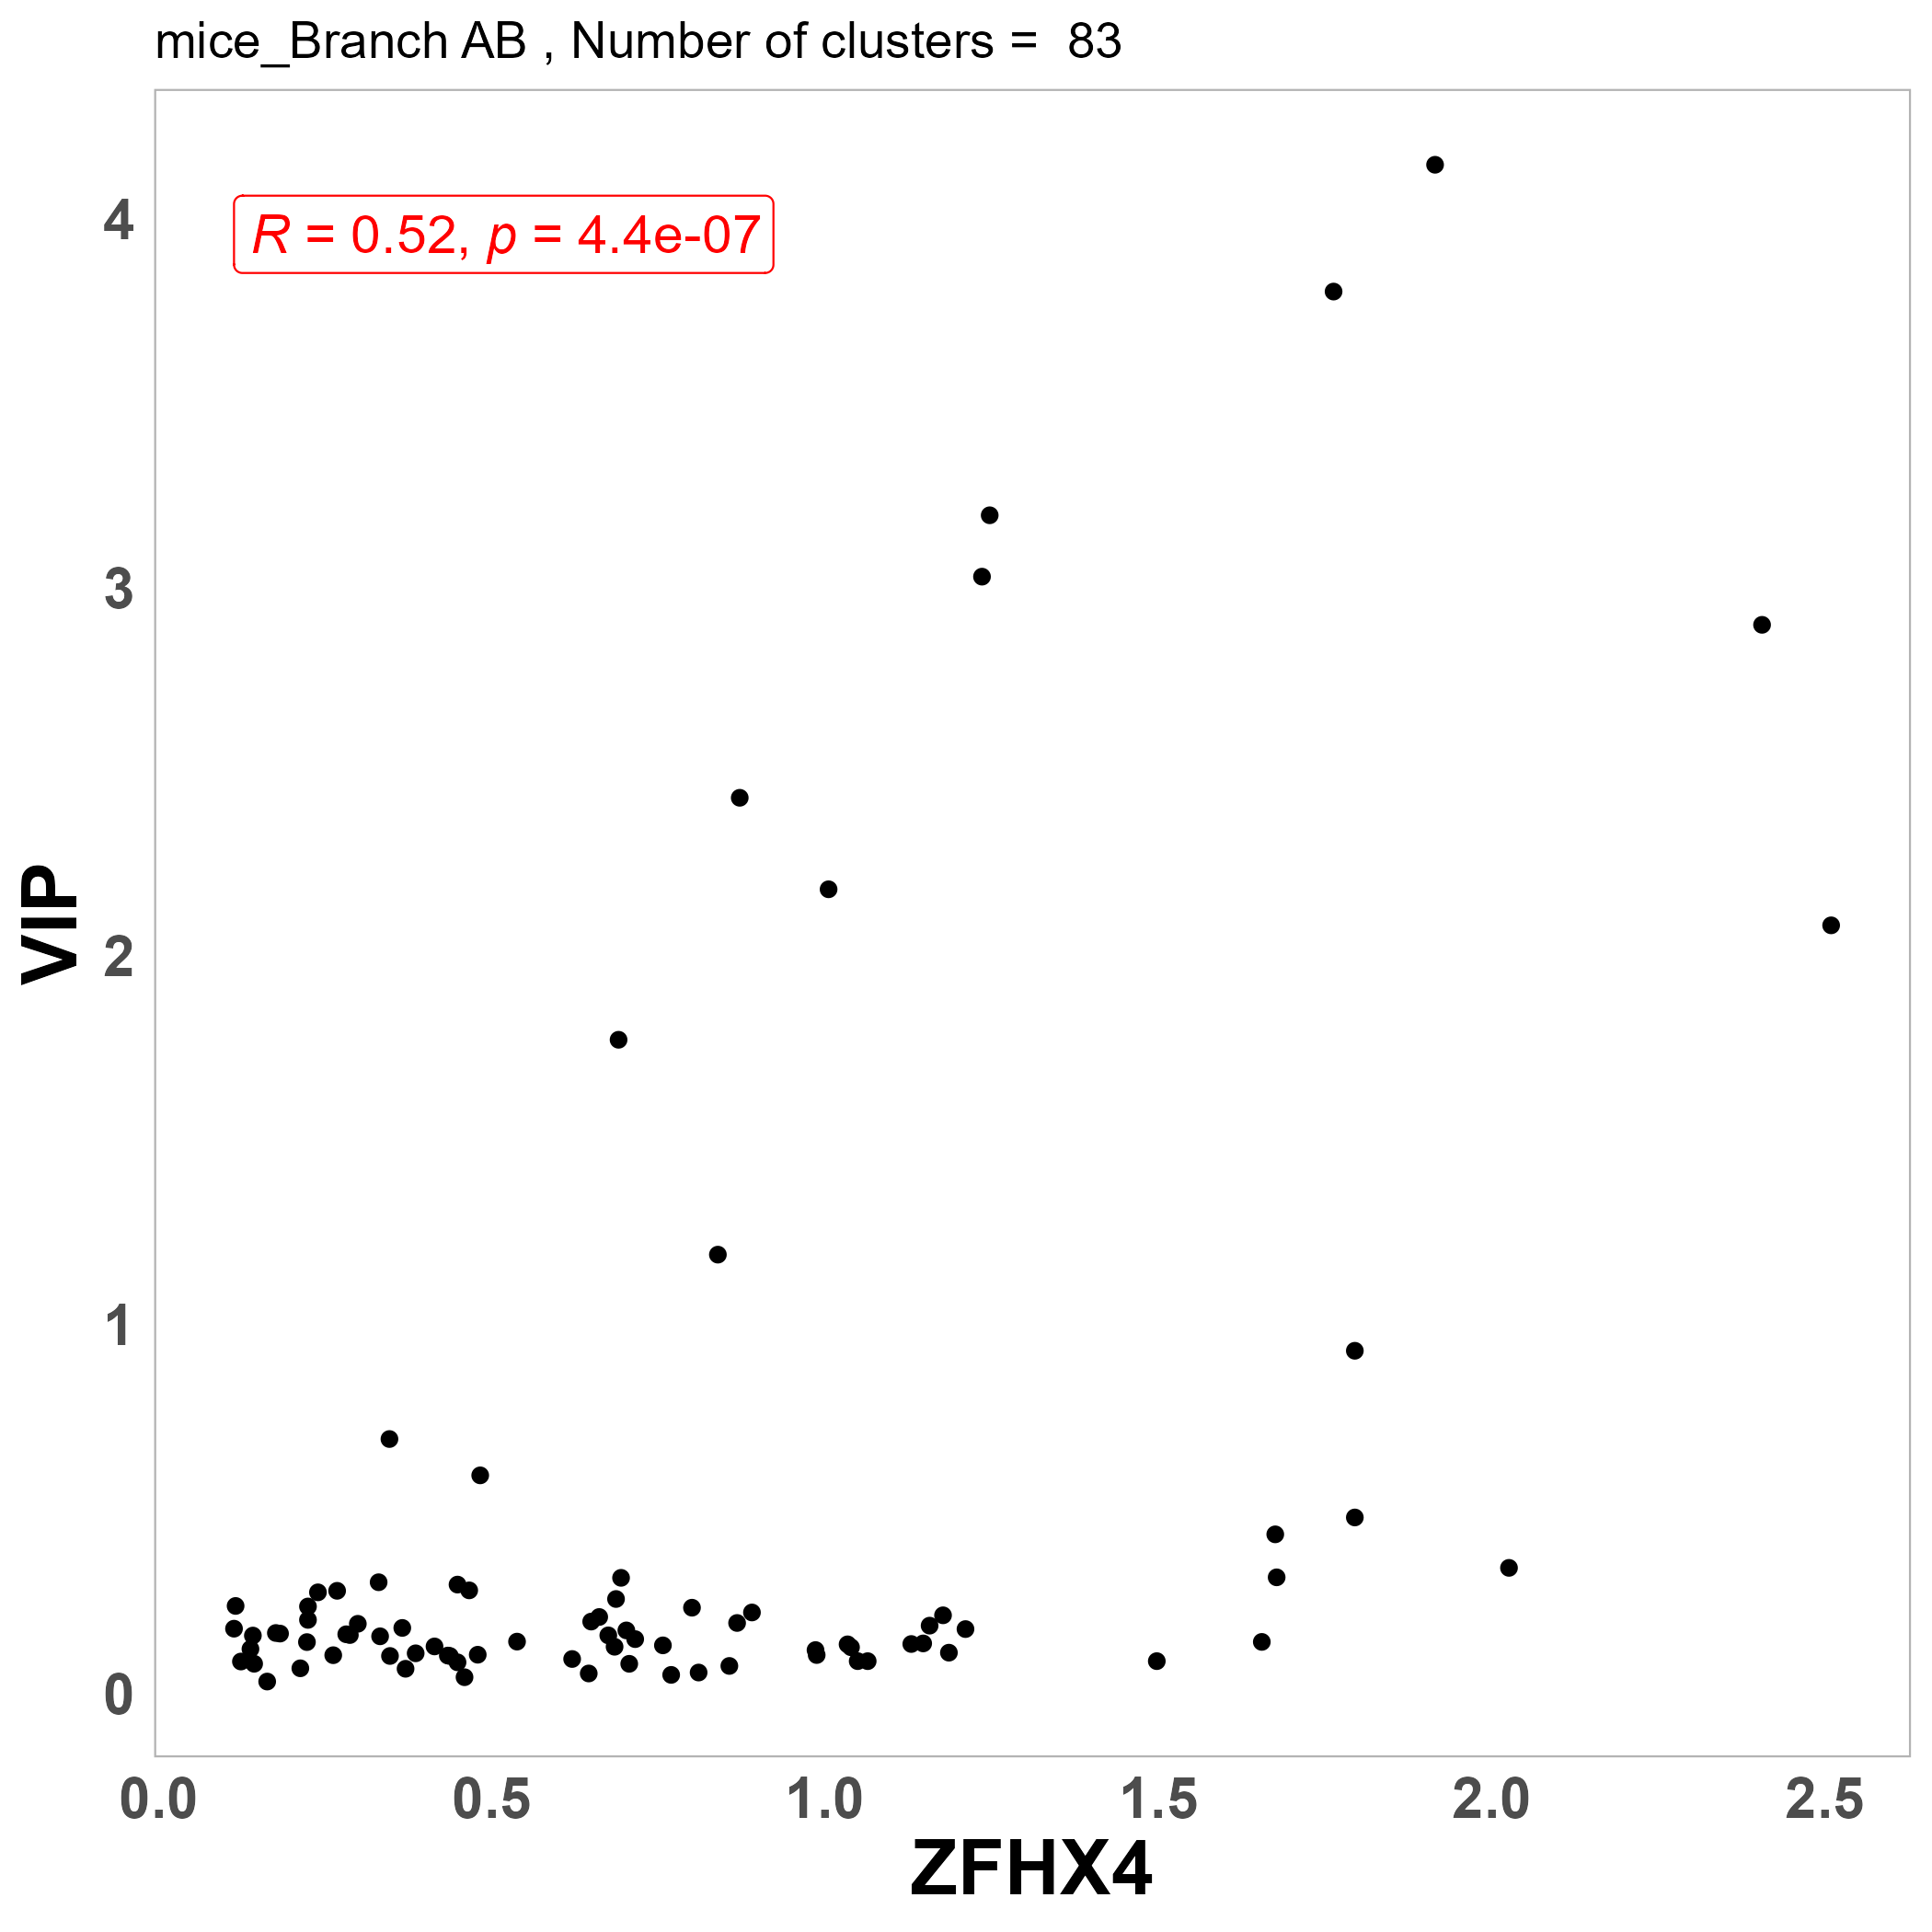 mice_Branch AB , Number of clusters =  83
R = 0.52, p = 4.4e-07
4
3
2
1
0
VIP
0.0 0.5 1.0 1.5 2.0 2.5
ZFHX4